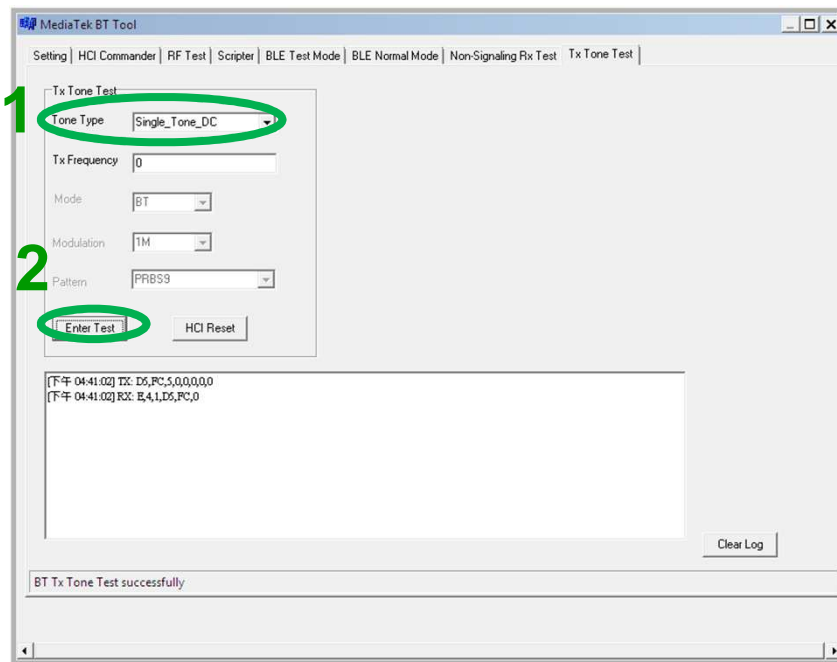 MediaTek BT Tool
Setting HCI Commander RF Test Scripter BLE Test Mode BLE Normal Mode Non-Signaling Rx Test Tx Tone Test
Tx Tone Test
1
Tone Type Single_Tone_DC
Tx Frequency 0
Mode BT
Modulation 1M
2
Pattern PRBS9
Enter Test HCI Reset
[下午 04:41:02] TX: D5,FC,5,0,0,0,0,0
[下午 04:41:02] RX: E,4,1,D5,FC,0
Clear Log
BT Tx Tone Test successfully